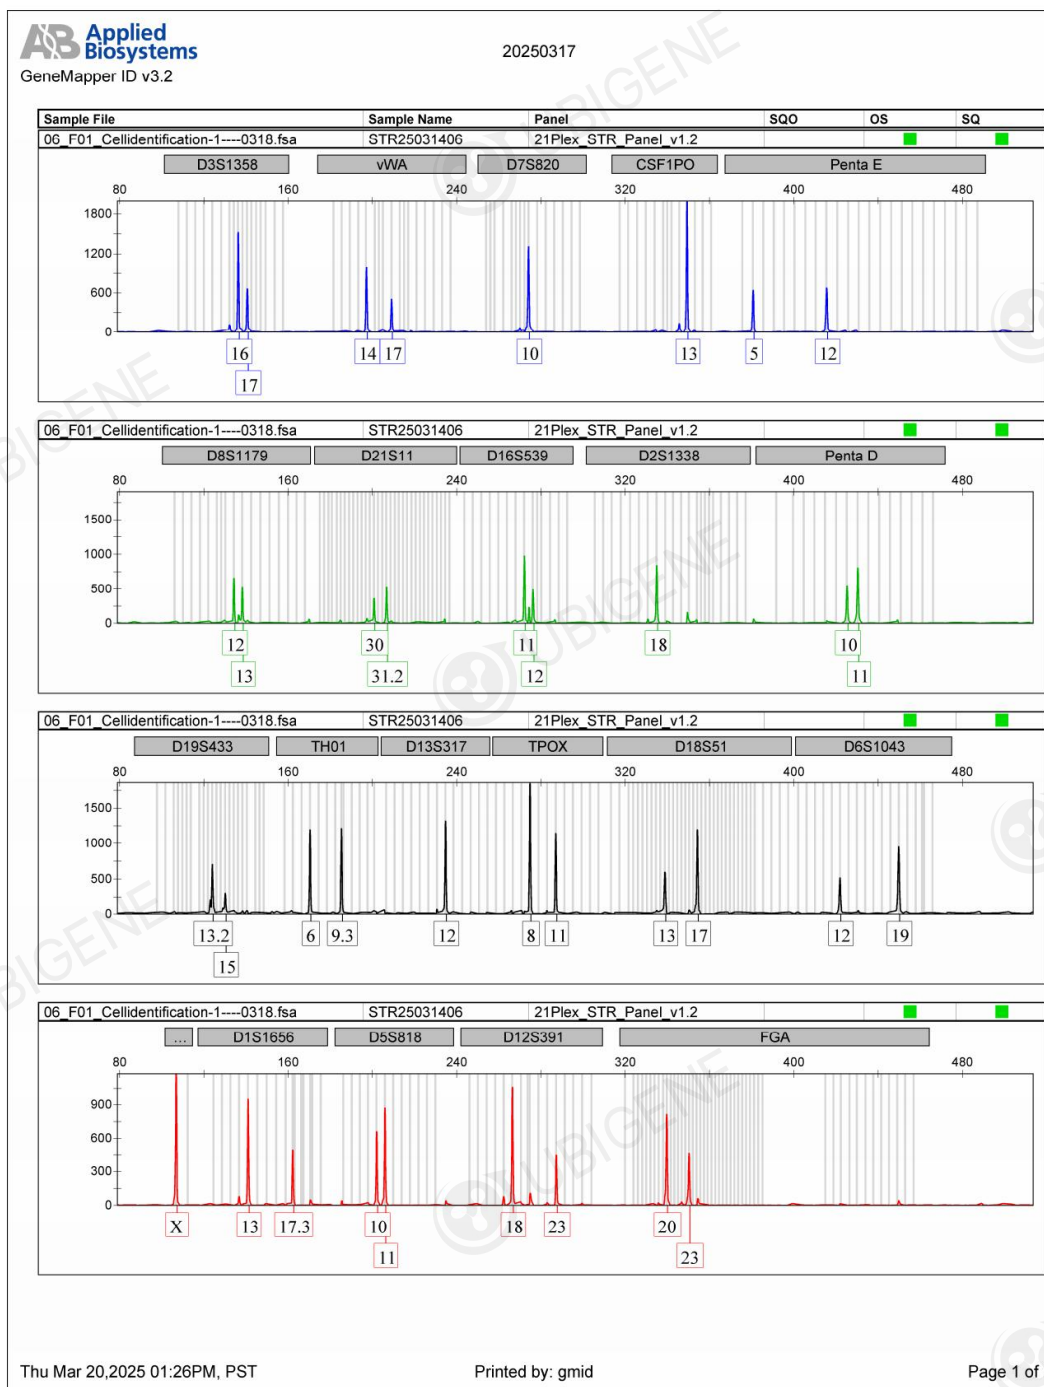 AB Applied
Biosystems
GeneMapper ID v3.2
20250317
Sample File Sample Name Panel SQO OS SQ
06_F01_Cellidentification-1----0318.fsa STR25031406 21Plex_STR_Panel_v1.2
D3S1358 vWA D7S820 CSF1PO Penta E
80 160 240 320 400 480
1800
1200
600
0
16 14 17 10 13 5 12
17
06_F01_Cellidentification-1----0318.fsa STR25031406 21Plex_STR_Panel_v1.2
D8S1179 D21S11 D16S539 D2S1338 Penta D
80 160 240 320 400 480
1500
1000
500
0
12 30 11 18 10
13 31.2 12 11
06_F01_Cellidentification-1----0318.fsa STR25031406 21Plex_STR_Panel_v1.2
D19S433 TH01 D13S317 TPOX D18S51 D6S1043
80 160 240 320 400 480
1500
1000
500
0
13.2 6 9.3 12 8 11 13 17 12 19
15
06_F01_Cellidentification-1----0318.fsa STR25031406 21Plex_STR_Panel_v1.2
... D1S1656 D5S818 D12S391 FGA
80 160 240 320 400 480
900
600
300
0
X 13 17.3 10 18 23 20
11 23
Thu Mar 20,2025 01:26PM, PST Printed by: gmid Page 1 of
UBIGENE
UBIGENE
UBIGENE
UBIGENE
UBIGENE